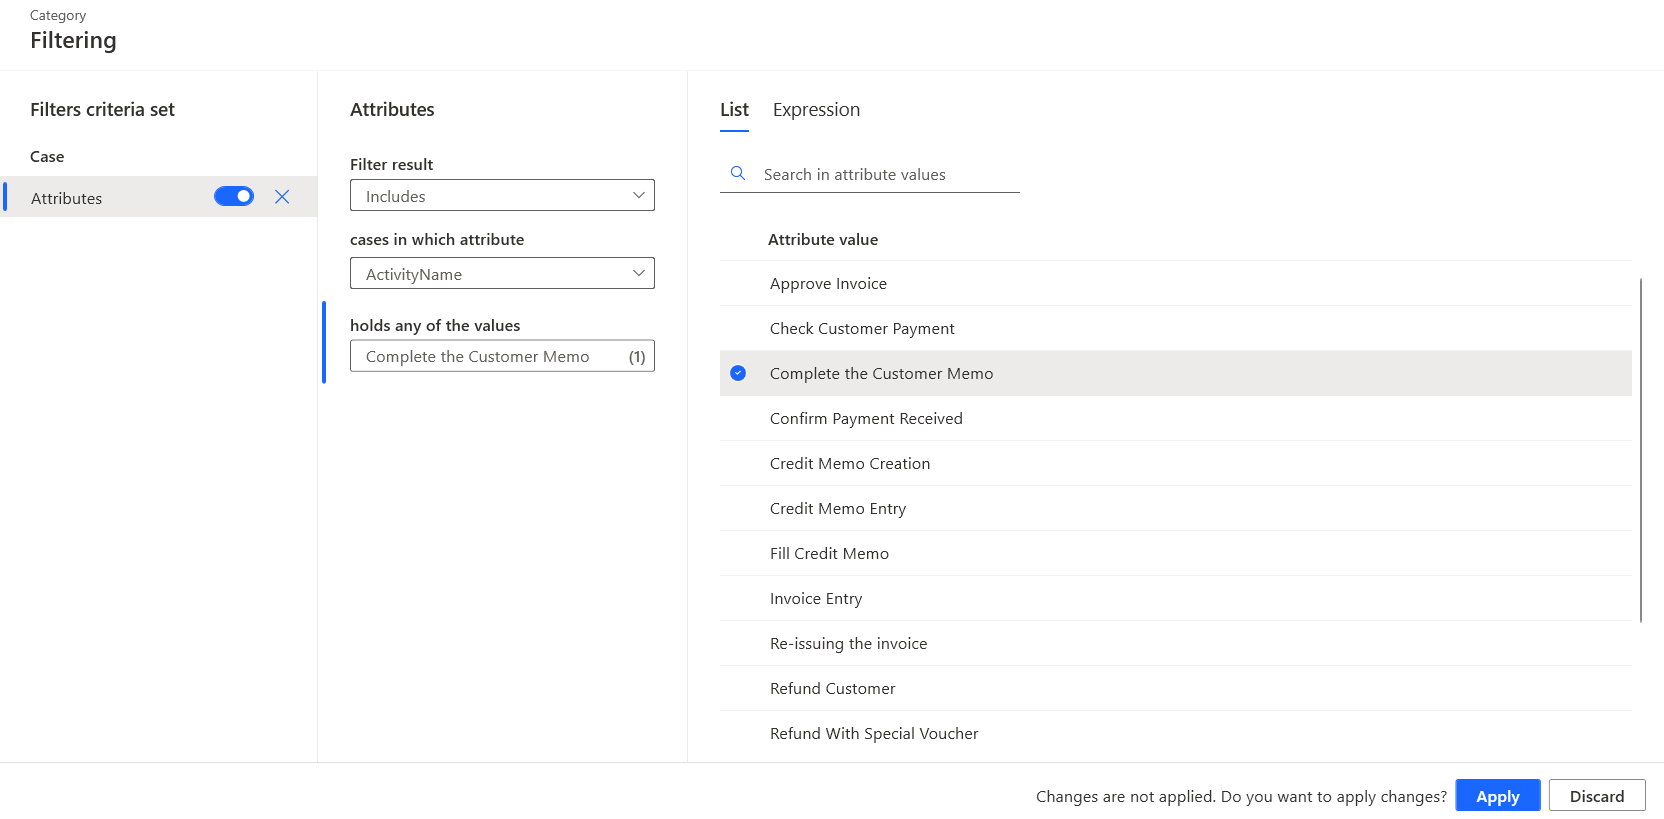 Category
Filtering
Filters criteria set
Case
Attributes
Attributes
Filter result
Includes
cases in which attribute
ActivityName
holds any of the values
Complete the Customer Memo (1)
List Expression
Search in attribute values
Attribute value
Approve Invoice
Check Customer Payment
Complete the Customer Memo
Confirm Payment Received
Credit Memo Creation
Credit Memo Entry
Fill Credit Memo
Invoice Entry
Re-issuing the invoice
Refund Customer
Refund With Special Voucher
Changes are not applied. Do you want to apply changes? Apply Discard